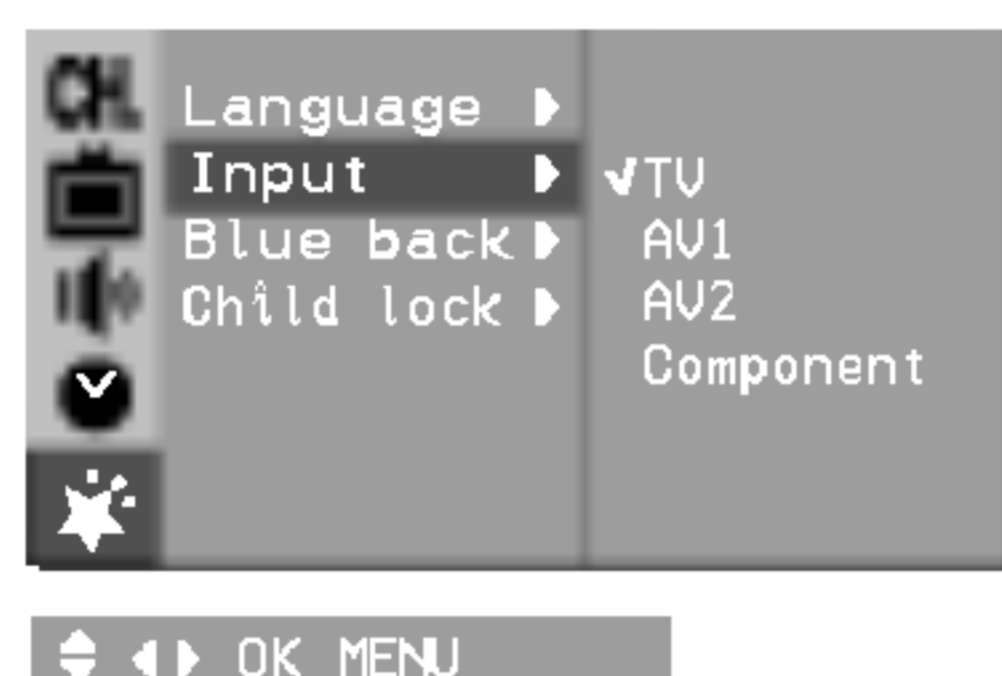 CH.
Language
Input
Blue back
Child lock
✓TV
AV1
AV2
Component
OK MENU